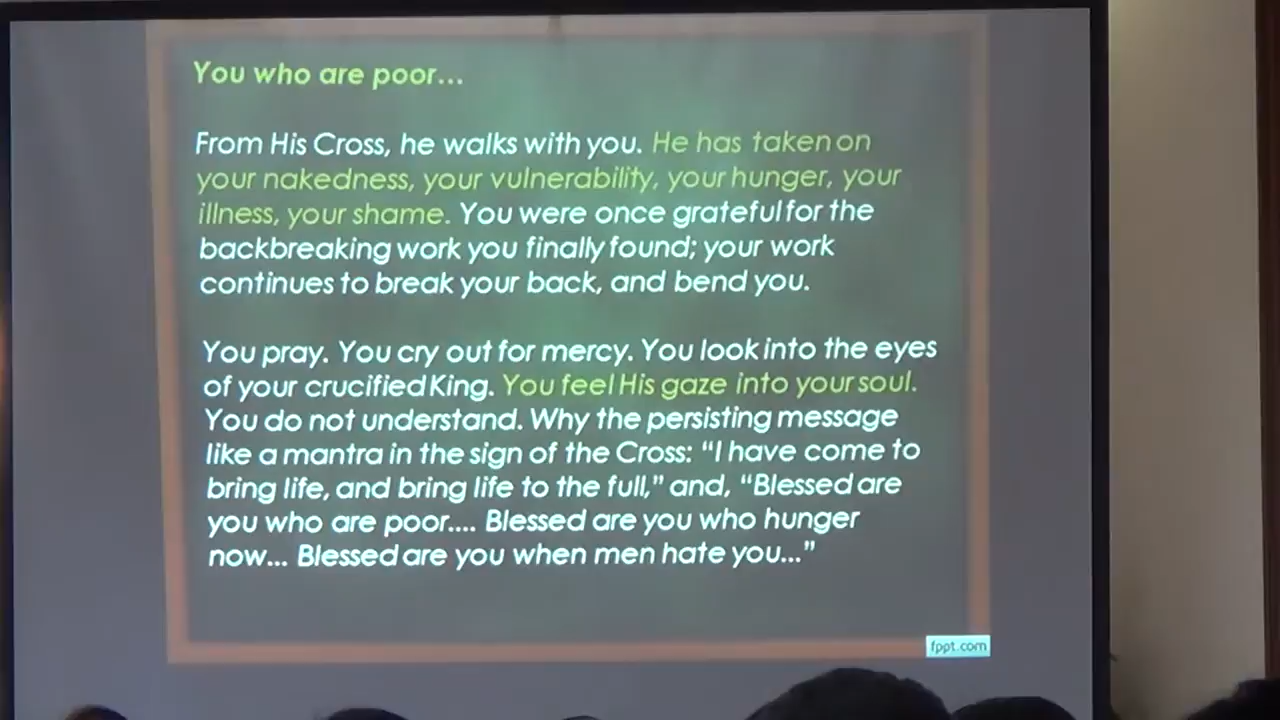 You who are poor...
From His Cross, he walks with you. He has taken on
your nakedness, your vulnerability, your hunger, your
illness, your shame. You were once grateful for the
backbreaking work you finally found; your work
continues to break your back, and bend you.
You pray. You cry out for mercy. You look into the eyes
of your crucified King. You feel His gaze into your soul.
You do not understand. Why the persisting message
like a mantra in the sign of the Cross: “I have come to
bring life, and bring life to the full,” and, “Blessed are
you who are poor.... Blessed are you who hunger
now... Blessed are you when men hate you...”
fppt.com